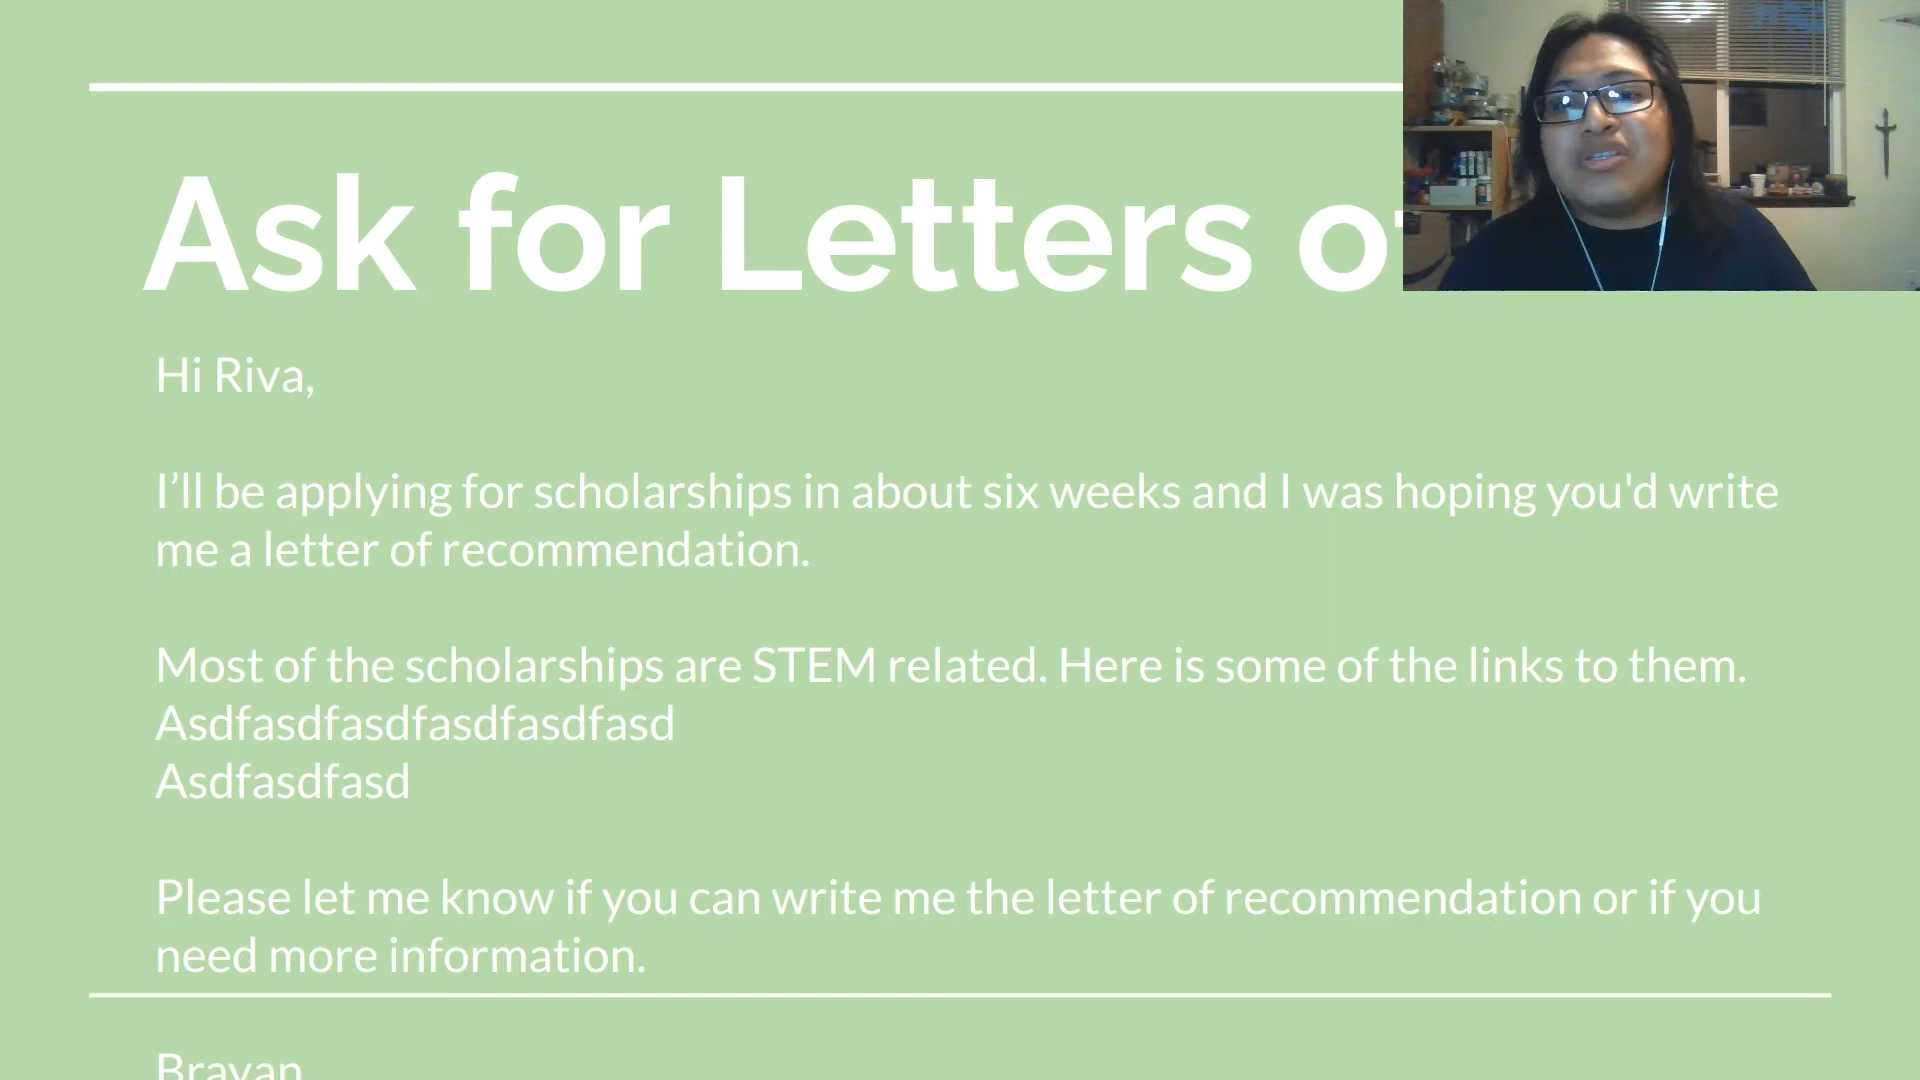 Ask for Letters of
Hi Riva,
I’ll be applying for scholarships in about six weeks and I was hoping you'd write
me a letter of recommendation.
Most of the scholarships are STEM related. Here is some of the links to them.
Asdfasdfasdfasdfasdfasd
Asdfasdfasd
Please let me know if you can write me the letter of recommendation or if you
need more information.
Brayan